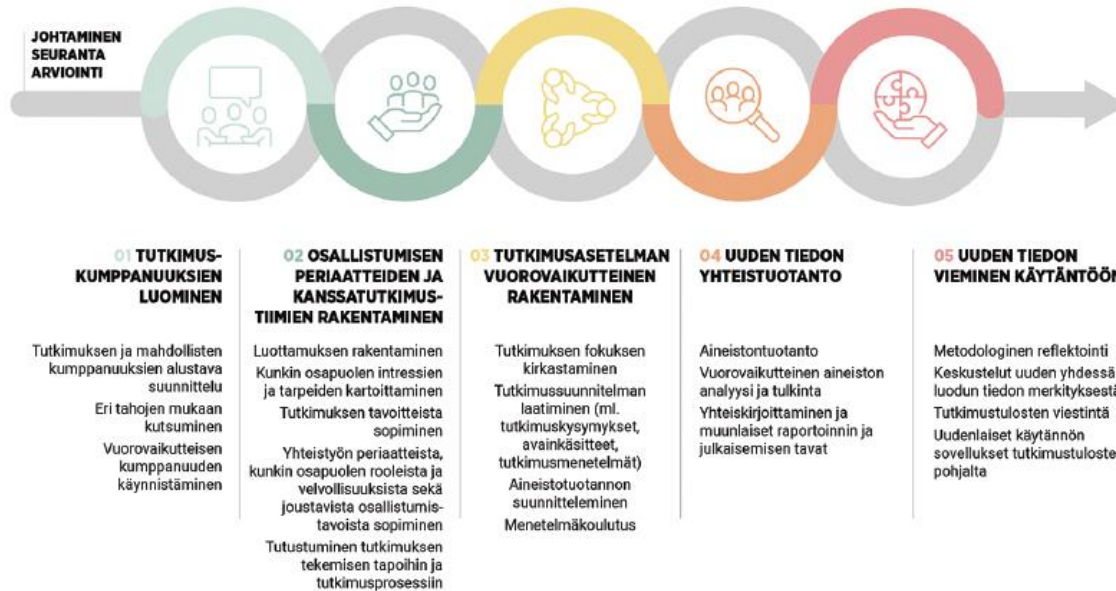 JOHTAMINEN
SEURANTA
ARVIOINTI
01 TUTKIMUS-
KUMPPANUUKSIEN
LUOMINEN
Tutkimuksen ja mahdollisten
kumppanuuksien alustava
suunnittelu
Eri tahojen mukaan
kutsuminen
Vuorovaikutteisen
kumppanuuden
käynnistäminen
02 OSALLISTUMISEN
PERIAATTEIDEN JA
KANSSATUTKIMUS-
TIIMIEN RAKENTAMINEN
Luottamuksen rakentaminen
Kunkin osapuolen intressien
ja tarpeiden kartoittaminen
Tutkimuksen tavoitteista
sopiminen
Yhteistyön periaatteista,
kunkin osapuolen rooleista ja
velvollisuuksista sekä
joustavista osallistumis-
tavoista sopiminen
Tutustuminen tutkimuksen
tekemisen tapoihin ja
tutkimusprosessiin
03 TUTKIMUSASETELMAN
VUOROVAIKUTTEINEN
RAKENTAMINEN
Tutkimuksen fokuksen
kirkastaminen
Tutkimussuunnitelman
laatiminen (ml.
tutkimuskysymykset,
avainkäsitteet,
tutkimusmenetelmät)
Aineistotuotannon
suunnitteleminen
Menetelmäkoulutus
04 UUDEN TIEDON
YHTEISTUOTANTO
Aineistontuotanto
Vuorovaikutteinen aineiston
analyysi ja tulkinta
Yhteiskirjoittaminen ja
muunlaiset raportoinnin ja
julkaisemisen tavat
05 UUDEN TIEDON
VIEMINEN KÄYTÄNTÖÖN
Metodologinen reflektointi
Keskustelut uuden yhdessä
luodun tiedon merkityksestä
Tutkimustulosten viestintä
Uudenlaiset käytännön
sovellukset tutkimustuloste
pohjalta